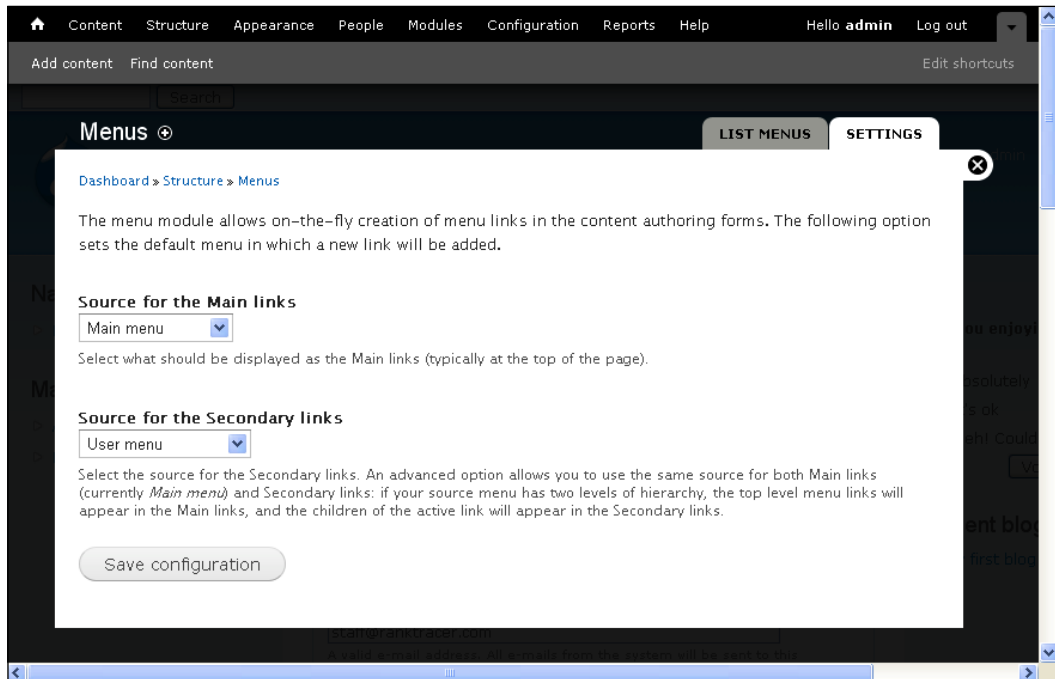 Content Structure Appearance People Modules Configuration Reports Help Hello admin Log out
Add content Find content Edit shortcuts
Search
Menus
LIST MENUS SETTINGS
Dashboard » Structure » Menus
The menu module allows on-the-fly creation of menu links in the content authoring forms. The following option
sets the default menu in which a new link will be added.
Source for the Main links
Main menu
Select what should be displayed as the Main links (typically at the top of the page).
Source for the Secondary links
User menu
Select the source for the Secondary links. An advanced option allows you to use the same source for both Main links
(currently Main menu) and Secondary links: if your source menu has two levels of hierarchy, the top level menu links will
appear in the Main links, and the children of the active link will appear in the Secondary links.
Save configuration
's ok
Could
first blog
staff@ranktracer.com
A valid e-mail address. All e-mails from the system will be sent to this